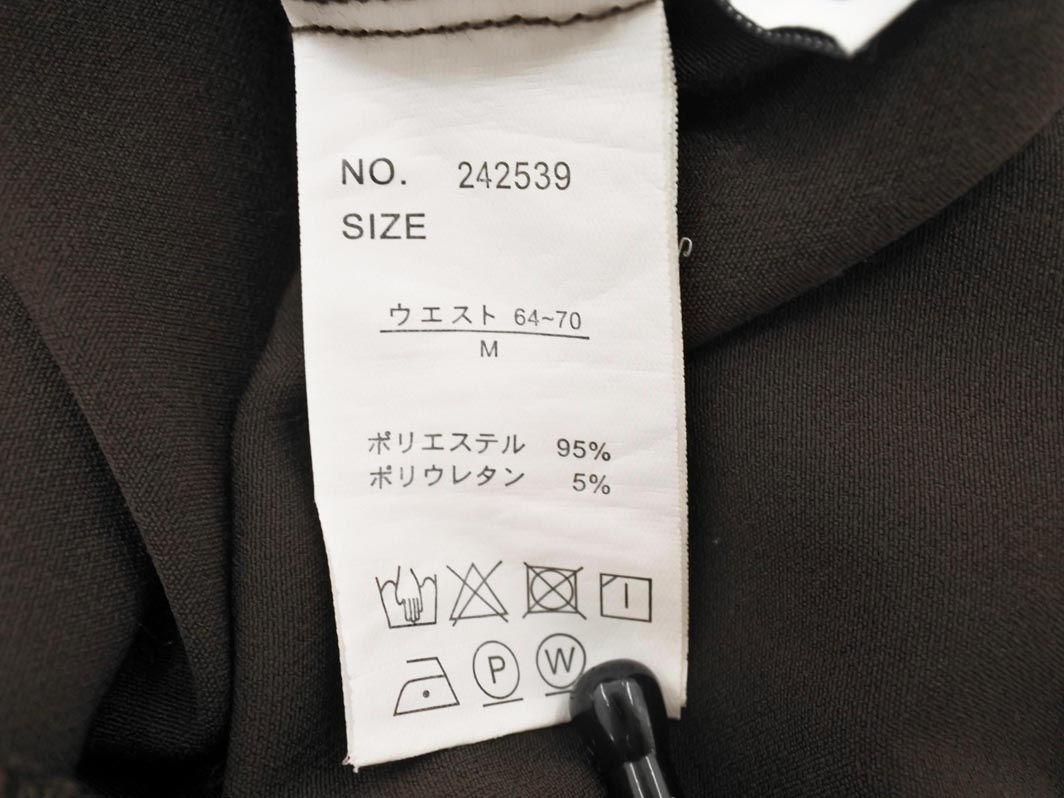 NO. 242539
SIZE
ウエスト 64~70
M
ポリエステル 95%
ポリウレタン 5%
P W